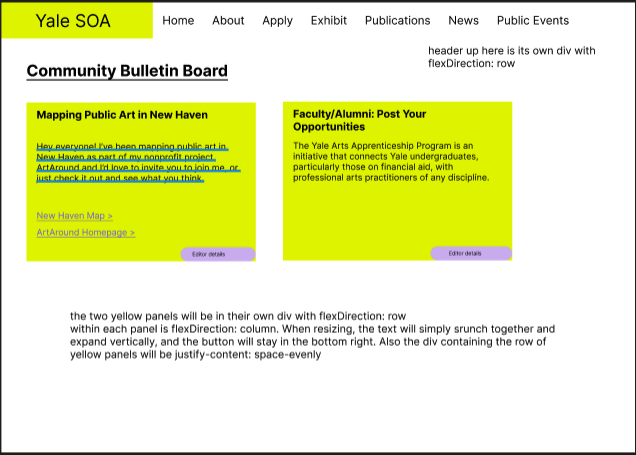 Yale SOA
Home About Apply Exhibit Publications News Public Events
header up here is its own div with
flexDirection: row
Community Bulletin Board
Mapping Public Art in New Haven
Hey everyone! I've been mapping public art in
New Haven as part of my nonprofit project
ArtAround and I'd love to invite you to join me, or
just check it out and see what you think.
New Haven Map >
ArtAround Homepage >
Editor details
Faculty/Alumni: Post Your
Opportunities
The Yale Arts Apprenticeship Program is an
initiative that connects Yale undergraduates,
particularly those on financial aid, with
professional arts practitioners of any discipline.
Editor details
the two yellow panels will be in their own div with flexDirection: row
within each panel is flexDirection: column. When resizing, the text will simply srunch together and
expand vertically, and the button will stay in the bottom right. Also the div containing the row of
yellow panels will be justify-content: space-evenly